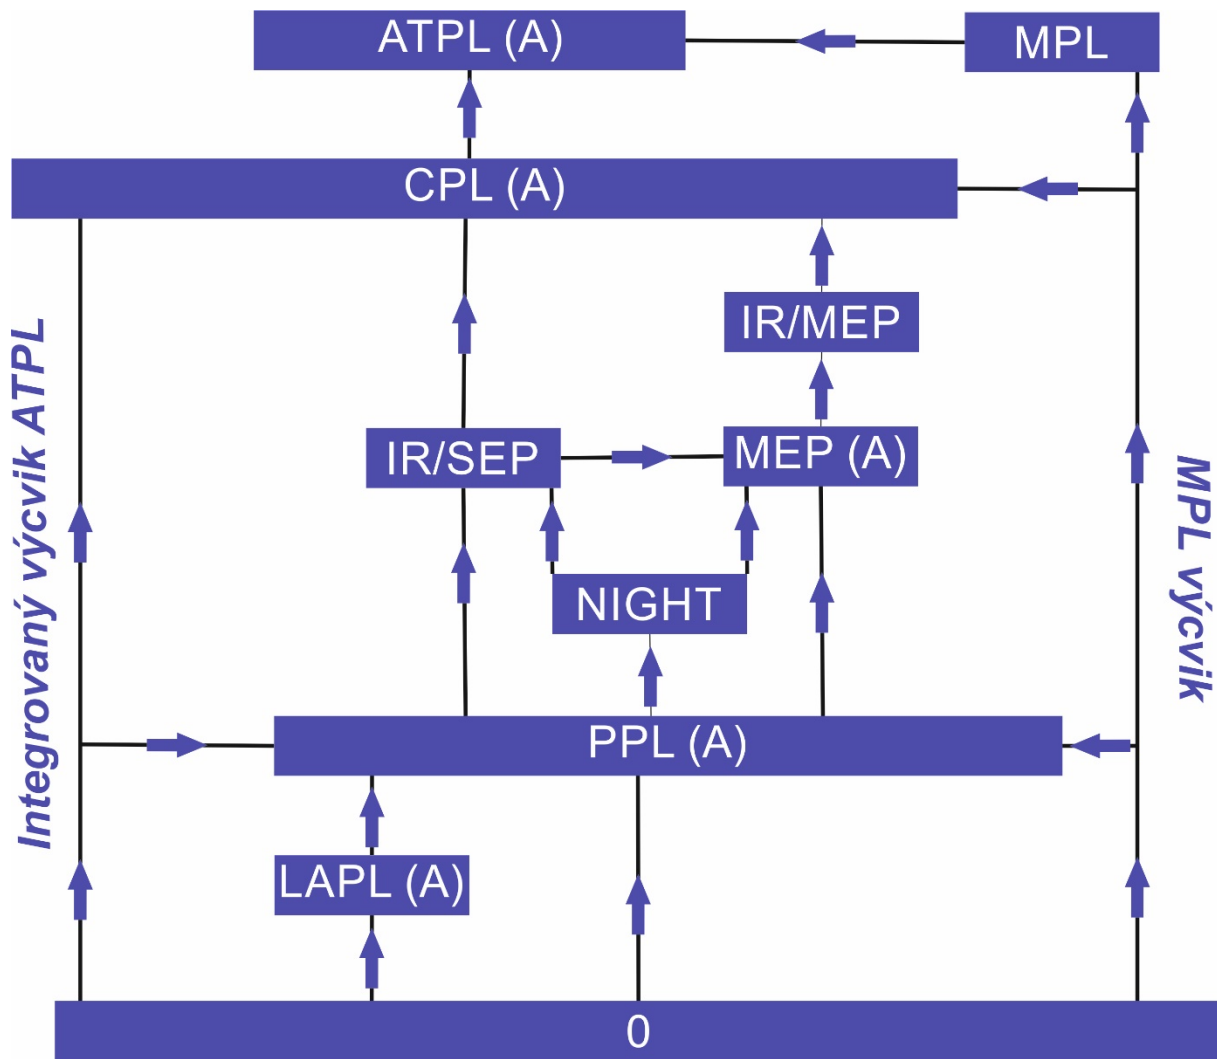 ATPL (A)
MPL
CPL (A)
IR/MEP
IR/SEP
MEP (A)
NIGHT
PPL (A)
LAPL (A)
0
Integrovaný výcvik ATPL
MPL výcvik